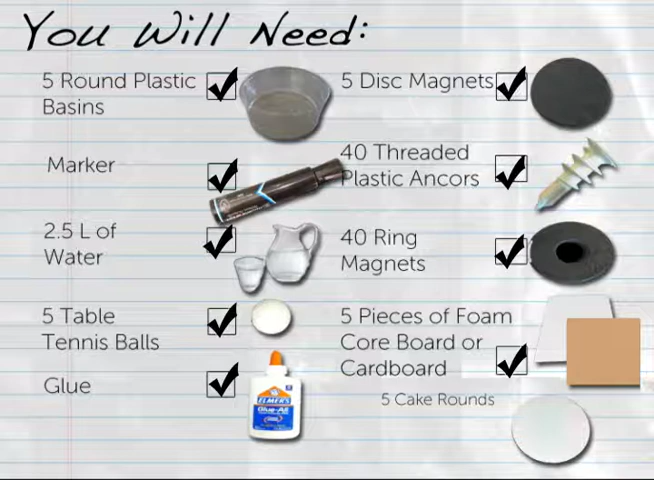 You Will Need:
5 Round Plastic
Basins
Marker
2.5 L of
Water
5 Table
Tennis Balls
Glue
5 Disc Magnets
40 Threaded
Plastic Ancors
40 Ring
Magnets
5 Pieces of Foam
Core Board or
Cardboard
5 Cake Rounds
ELMER'S
Glue-All